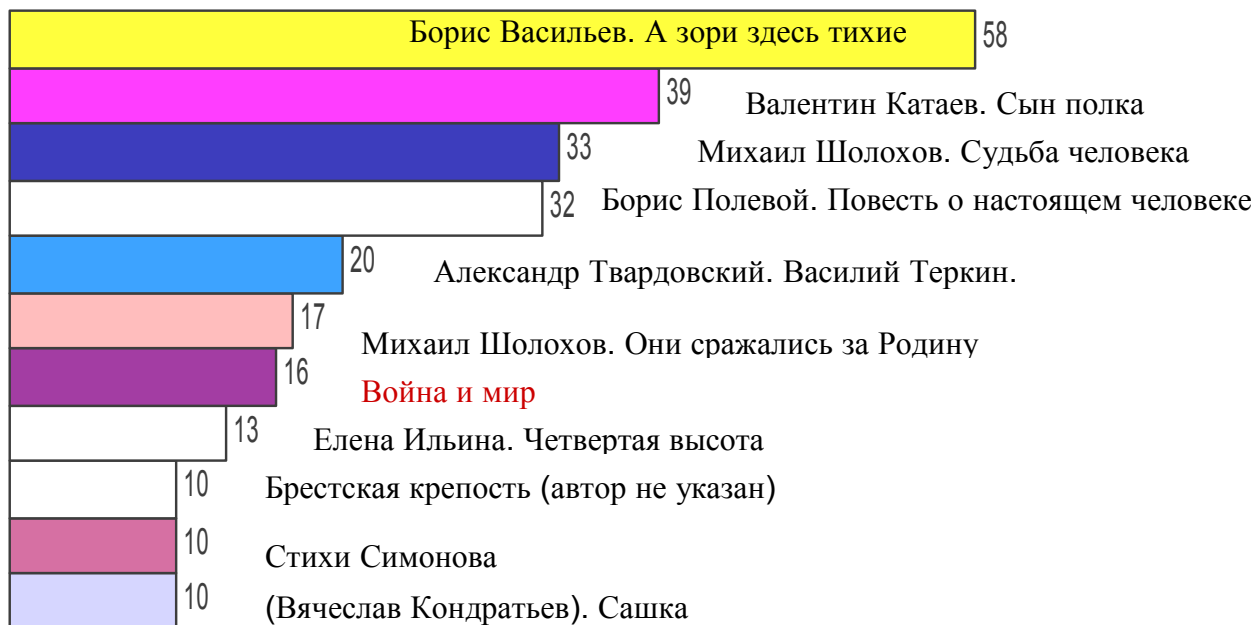 Борис Васильев. А зори здесь тихие 58
39 Валентин Катаев. Сын полка
33 Михаил Шолохов. Судьба человека
32 Борис Полевой. Повесть о настоящем человеке
20 Александр Твардовский. Василий Теркин.
17 Михаил Шолохов. Они сражались за Родину
16 Война и мир
13 Елена Ильина. Четвертая высота
10 Брестская крепость (автор не указан)
10 Стихи Симонова
10 (Вячеслав Кондратьев). Сашка